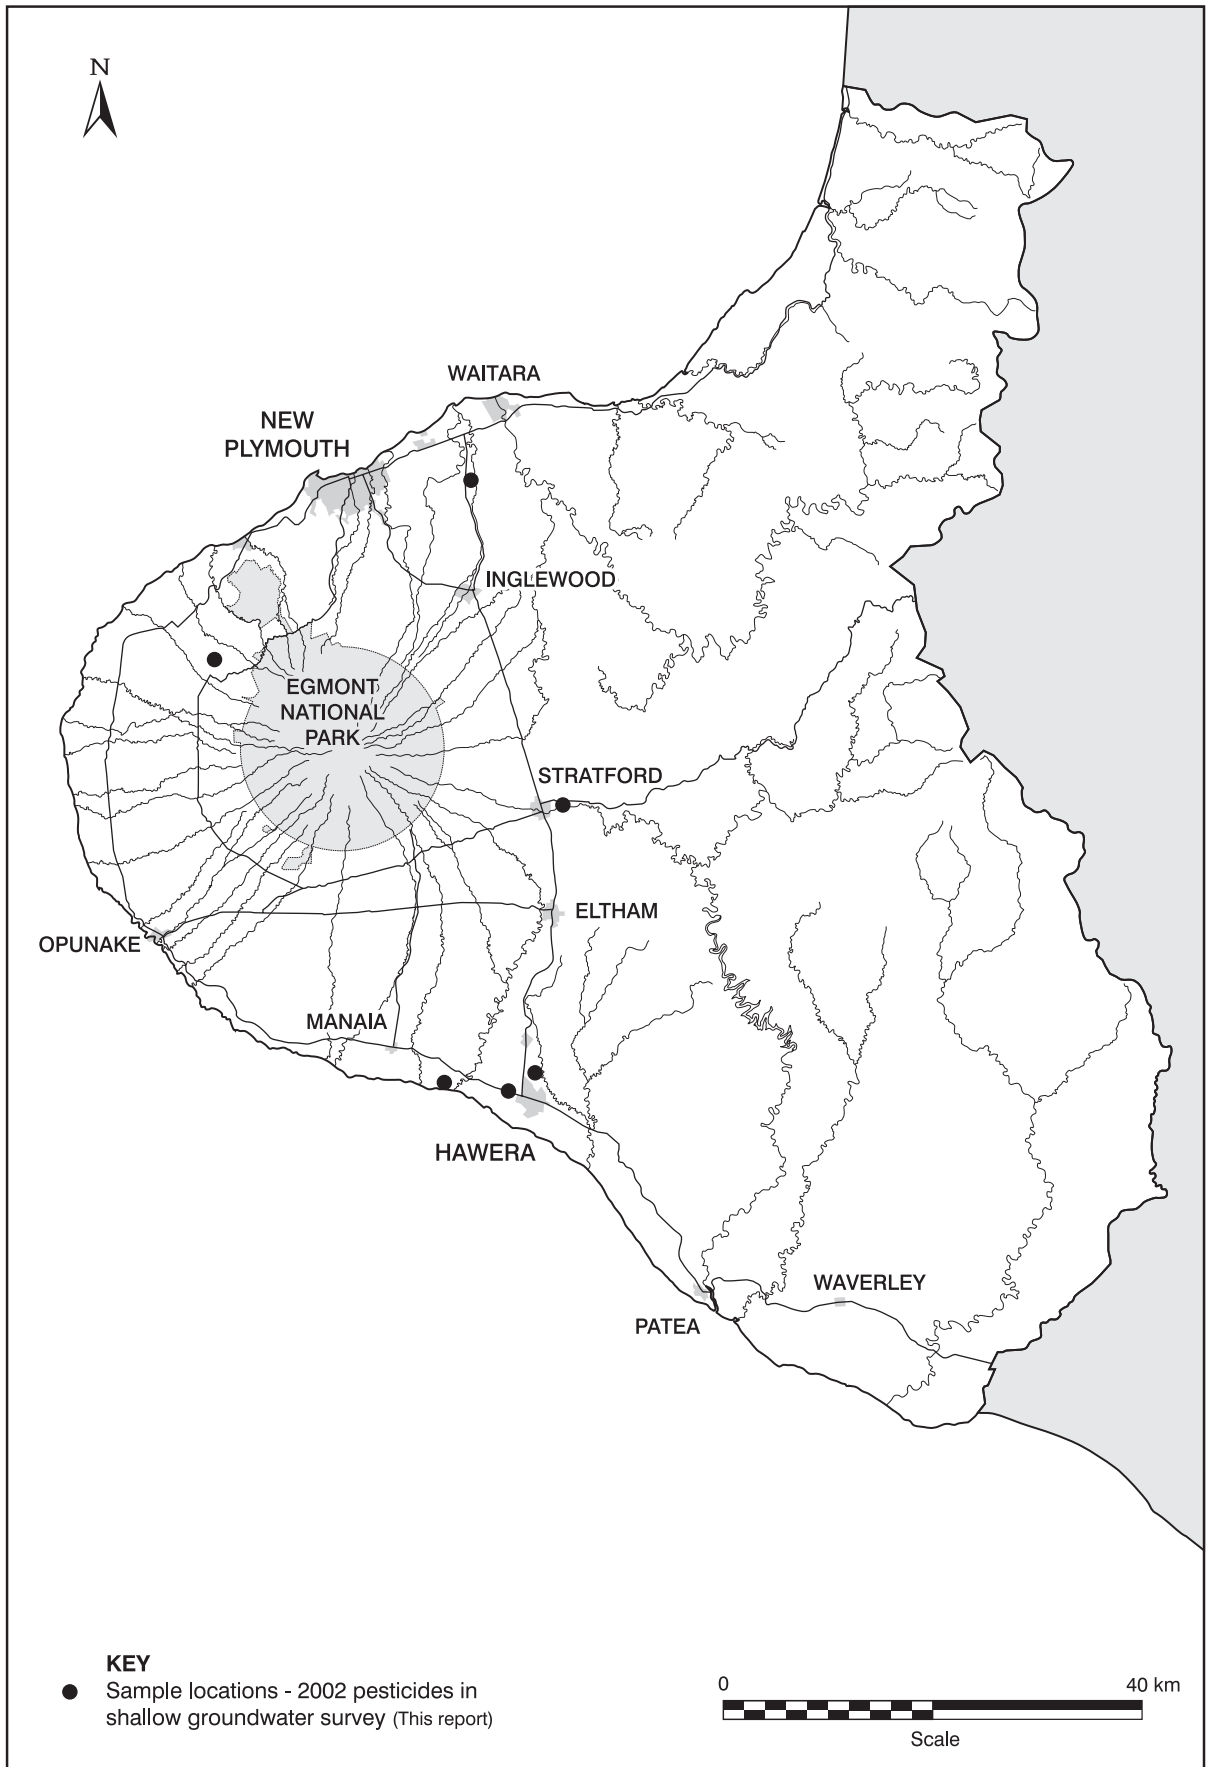 N
WAITARA
NEW
PLYMOUTH
INGLEWOOD
EGMONT
NATIONAL
PARK
STRATFORD
ELTHAM
OPUNAKE
MANAIA
HAWERA
WAVERLEY
PATEA
KEY
Sample locations - 2002 pesticides in
shallow groundwater survey (This report)
0 40 km
Scale